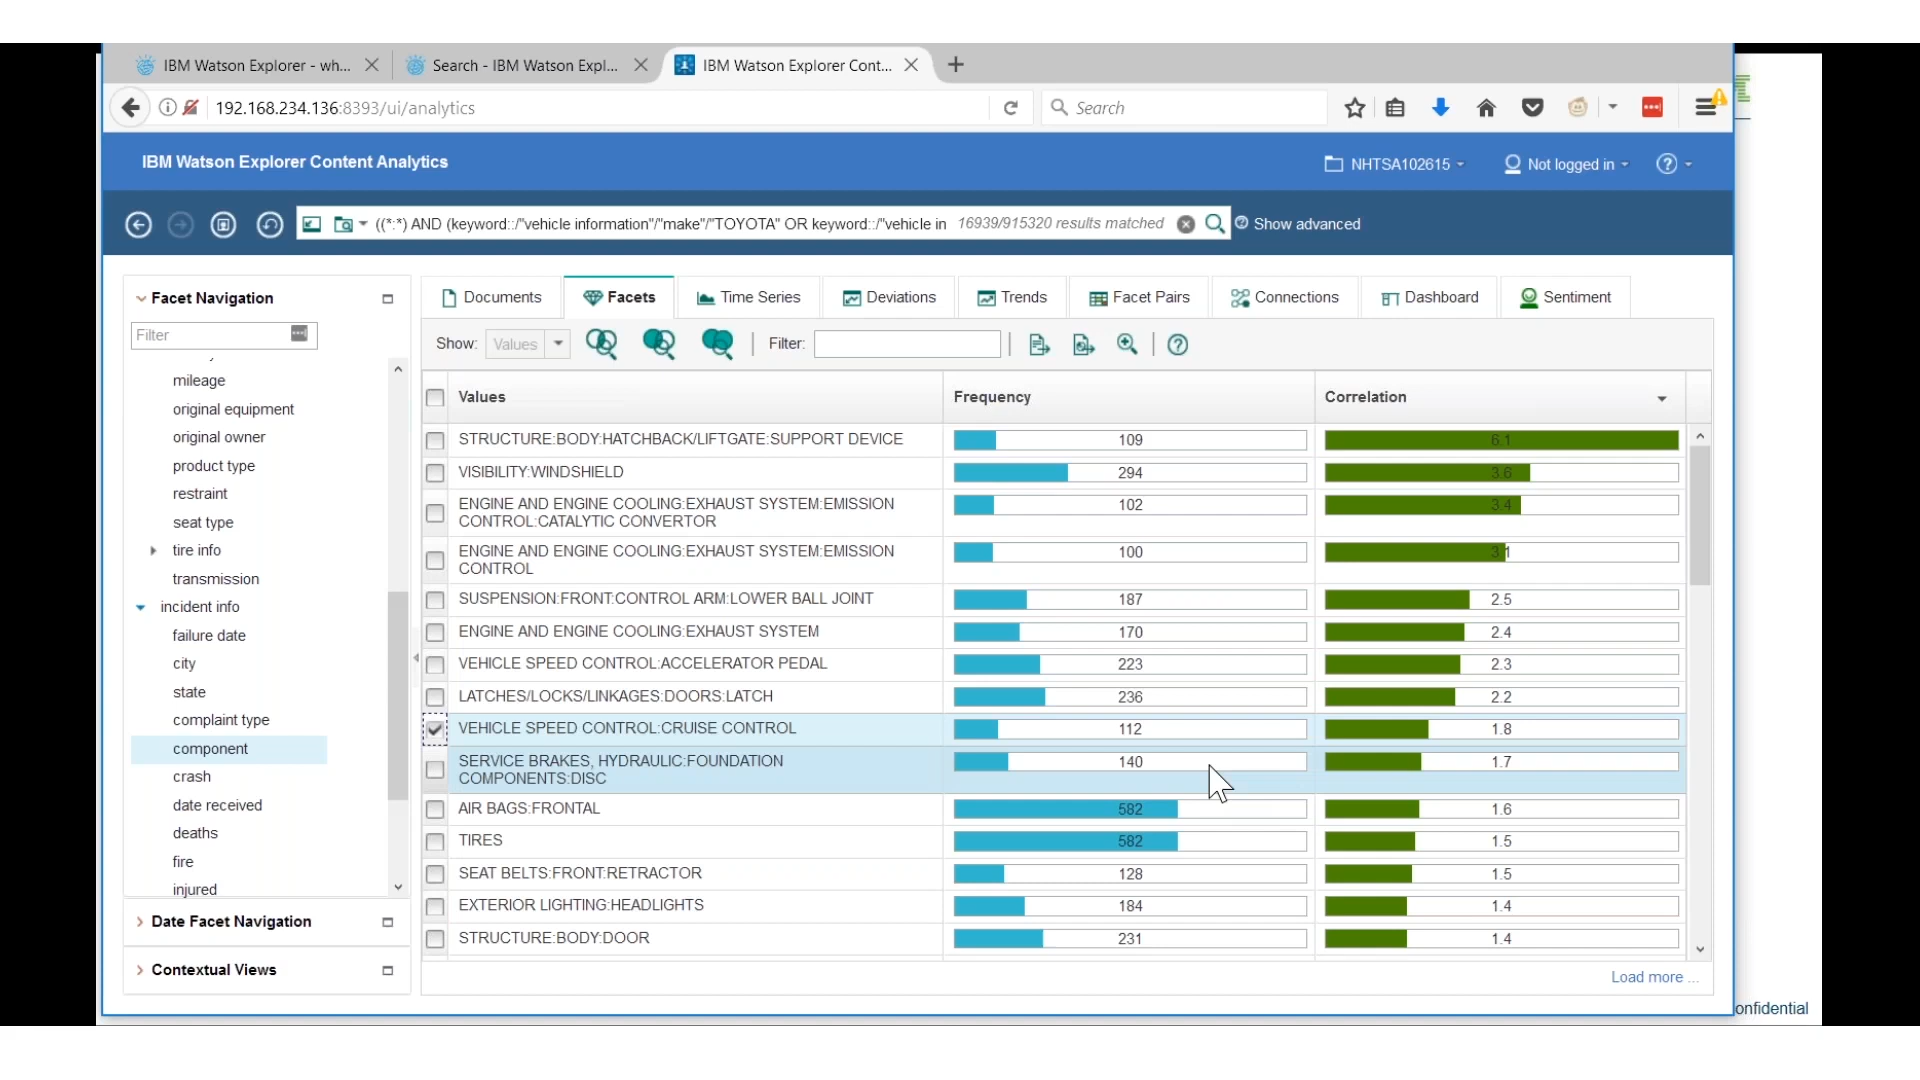 IBM Watson Explorer - wh...
Search - IBM Watson Expl...
IBM Watson Explorer Cont...
192.168.234.136:8393/ui/analytics
Search
IBM Watson Explorer Content Analytics
NHTSA102615
Not logged in
((*:*) AND (keyword::/"vehicle information"/"make"/"TOYOTA" OR keyword::/"vehicle in
16939/915320 results matched
Show advanced
Facet Navigation
Filter
mileage
original equipment
original owner
product type
restraint
seat type
tire info
transmission
incident info
failure date
city
state
complaint type
component
crash
date received
deaths
fire
injured
Date Facet Navigation
Contextual Views
Documents
Facets
Time Series
Deviations
Trends
Facet Pairs
Connections
Dashboard
Sentiment
Show: Values
Filter:
Values Frequency Correlation
STRUCTURE:BODY:HATCHBACK/LIFTGATE:SUPPORT DEVICE 109 6.1
VISIBILITY:WINDSHIELD 294 3.6
ENGINE AND ENGINE COOLING:EXHAUST SYSTEM:EMISSION 102 3.4
CONTROL:CATALYTIC CONVERTOR
ENGINE AND ENGINE COOLING:EXHAUST SYSTEM:EMISSION 100 3.1
CONTROL
SUSPENSION:FRONT:CONTROL ARM:LOWER BALL JOINT 187 2.5
ENGINE AND ENGINE COOLING:EXHAUST SYSTEM 170 2.4
VEHICLE SPEED CONTROL:ACCELERATOR PEDAL 223 2.3
LATCHES/LOCKS/LINKAGES:DOORS:LATCH 236 2.2
VEHICLE SPEED CONTROL:CRUISE CONTROL 112 1.8
SERVICE BRAKES, HYDRAULIC:FOUNDATION 140 1.7
COMPONENTS:DISC
AIR BAGS:FRONTAL 582 1.6
TIRES 582 1.5
SEAT BELTS:FRONT:RETRACTOR 128 1.5
EXTERIOR LIGHTING:HEADLIGHTS 184 1.4
STRUCTURE:BODY:DOOR 231 1.4
Load more ...
onfidential